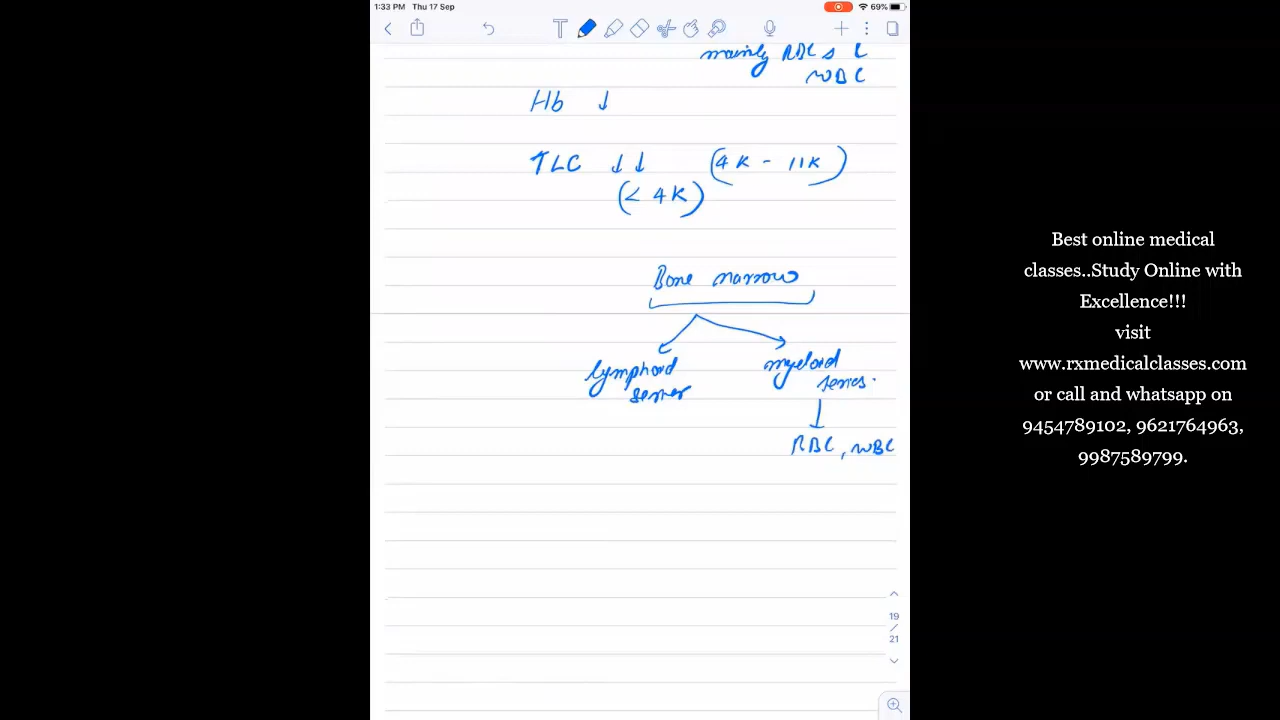 1:33 PM Thu 17 Sep
69%
mainly RBC s &
WBC
Hb ↓
TLC ↓↓ (4K - 11K)
(< 4K)
Bone marrow
lymphoid
series
myeloid
series.
RBC, WBC
19
/
21
Best online medical
classes..Study Online with
Excellence!!!
visit
www.rxmedicalclasses.com
or call and whatsapp on
9454789102, 9621764963,
9987589799.